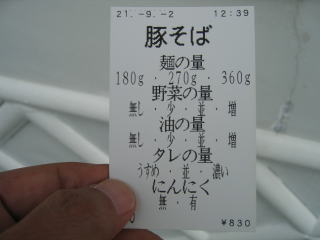 21.-9.-2 12:39
豚そば
麺の量
180g・270g・360g
野菜の量
無し・少・並・増
油の量
無し・少・並・増
タレの量
うすめ・並・濃い
にんにく
無・有
¥830